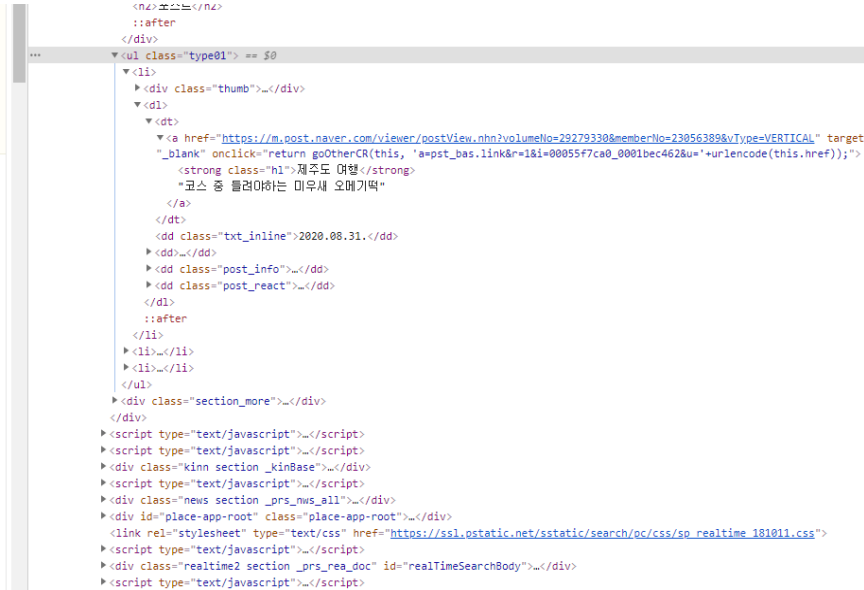 <h2>포스트</h2>
::after
</div>
... ▼<ul class="type01"> == $0
▼<li>
▶<div class="thumb">…</div>
▼<dl>
▼<dt>
▼<a href="https://m.post.naver.com/viewer/postView.nhn?volumeNo=29279330&memberNo=23056389&vType=VERTICAL" target
"_blank" onclick="return goOtherCR(this, 'a=pst_bas.link&r=1&i=00055f7ca0_0001bec462&u='+urlencode(this.href));">
<strong class="hl">제주도 여행</strong>
"코스 중 들려야하는 미우새 오메기떡"
</a>
</dt>
<dd class="txt_inline">2020.08.31.</dd>
▶<dd>…</dd>
▶<dd class="post_info">…</dd>
▶<dd class="post_react">…</dd>
</dl>
::after
</li>
▶<li>…</li>
▶<li>…</li>
</ul>
▶<div class="section_more">…</div>
</div>
▶<script type="text/javascript">…</script>
▶<script type="text/javascript">…</script>
▶<div class="kinn section _kinBase">…</div>
▶<script type="text/javascript">…</script>
▶<div class="news section _prs_nws_all">…</div>
▶<div id="place-app-root" class="place-app-root">…</div>
<link rel="stylesheet" type="text/css" href="https://ssl.pstatic.net/sstatic/search/pc/css/sp_realtime_181011.css">
▶<script type="text/javascript">…</script>
▶<div class="realtime2 section _prs_rea_doc" id="realTimeSearchBody">…</div>
▶<script type="text/javascript">…</script>